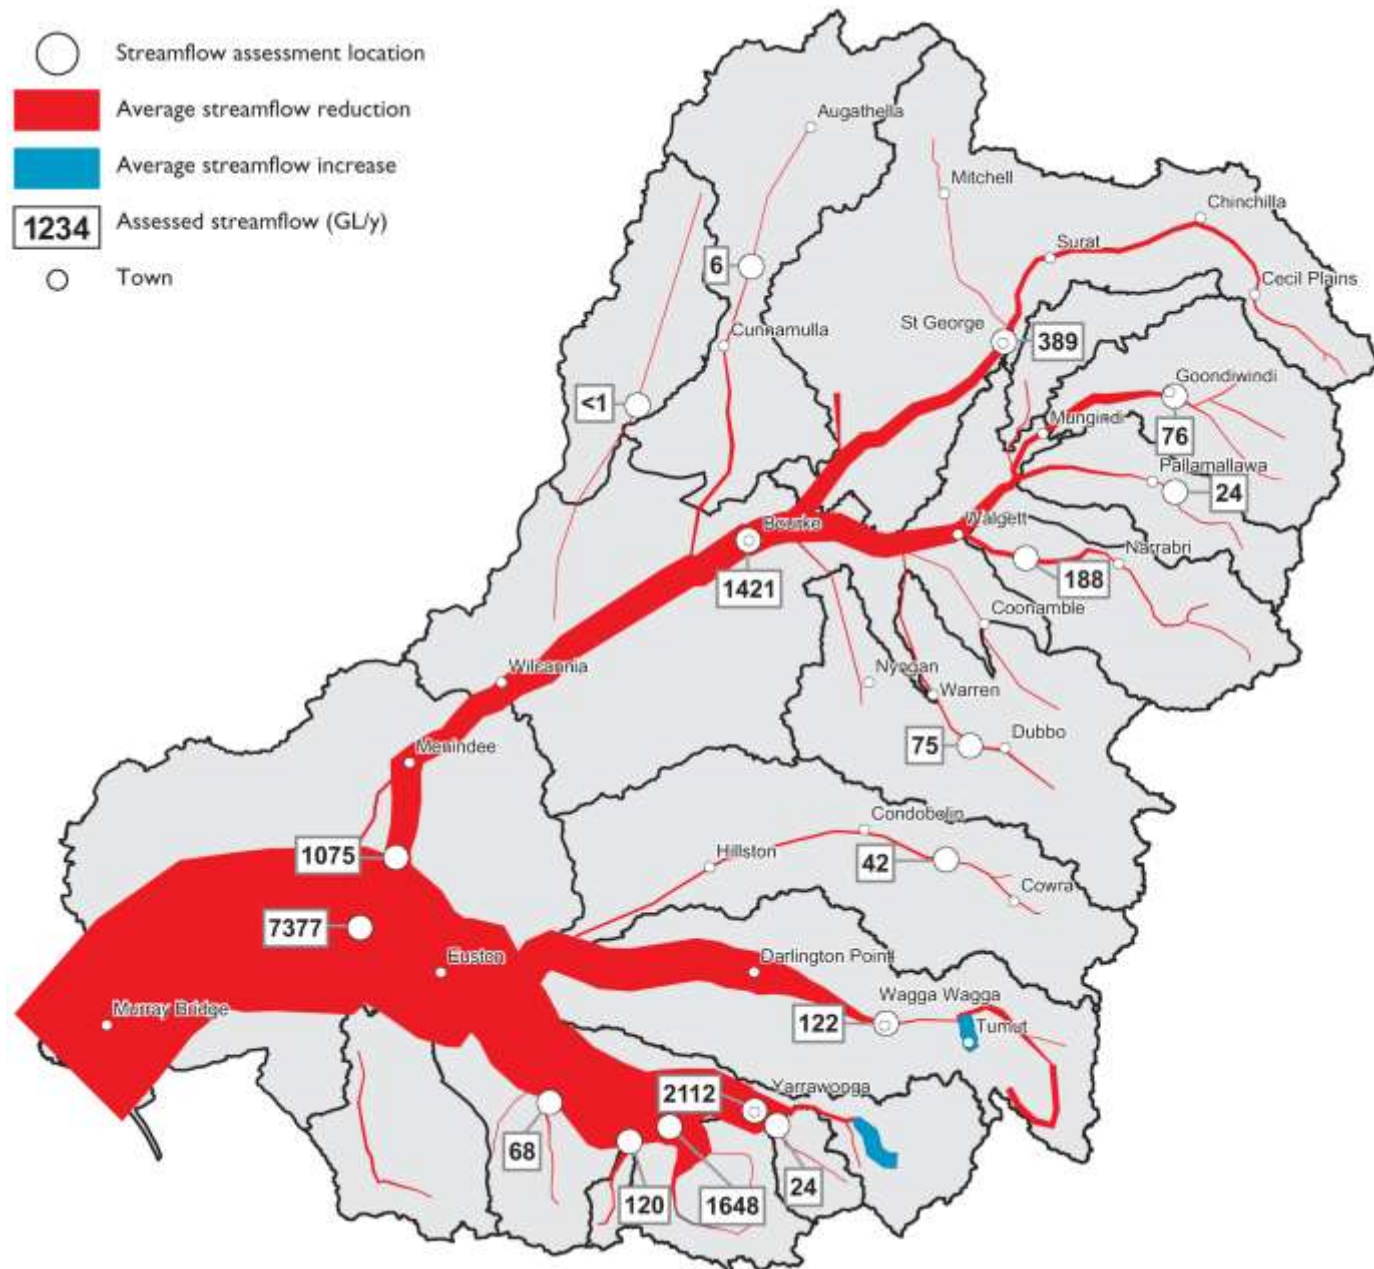 Streamflow assessment location
Average streamflow reduction
Average streamflow increase
1234 Assessed streamflow (GL/y)
Town
Augathella
Mitchell
Chinchilla
Surat
6
Cecil Plains
St George
Cunnamulla
389
Goondiwindi
<1
Mungindi
76
Pallamallawa
24
Bourke
Walgett
Narrabri
188
1421
Coonamble
Wilcannia
Nyngan
Warren
Dubbo
75
Menindee
Condobolin
1075
Hillston
42
Cowra
7377
Euston
Darlington Point
Wagga Wagga
Murray Bridge
122
Tumut
2112
Yarrawonga
68
24
120
1648